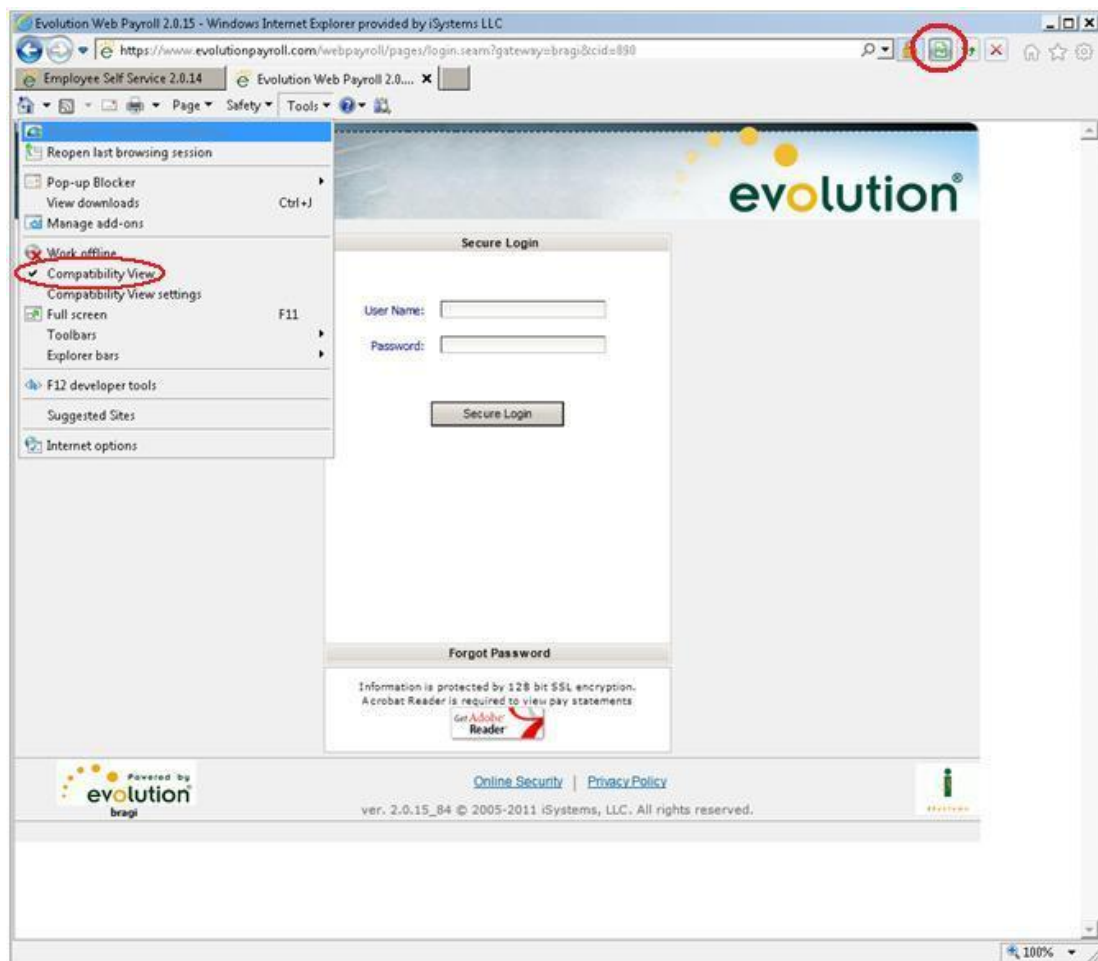 Evolution Web Payroll 2.0.15 - Windows Internet Explorer provided by iSystems LLC
https://www.evolutionpayroll.com/webpayroll/pages/login.seam?gateway=bragi&cid=890
Employee Self Service 2.0.14
Evolution Web Payroll 2.0....
Page Safety Tools
Reopen last browsing session
Pop-up Blocker
View downloads Ctrl+J
Manage add-ons
Work offline
Compatibility View
Compatibility View settings
Full screen F11
Toolbars
Explorer bars
F12 developer tools
Suggested Sites
Internet options
evolution®
Secure Login
User Name:
Password:
Secure Login
Forgot Password
Information is protected by 128 bit SSL encryption.
Acrobat Reader is required to view pay statements
Get Adobe®
Reader
Powered by
evolution
bragi
Online Security | Privacy Policy
ver. 2.0.15_84 © 2005-2011 iSystems, LLC. All rights reserved.
100%